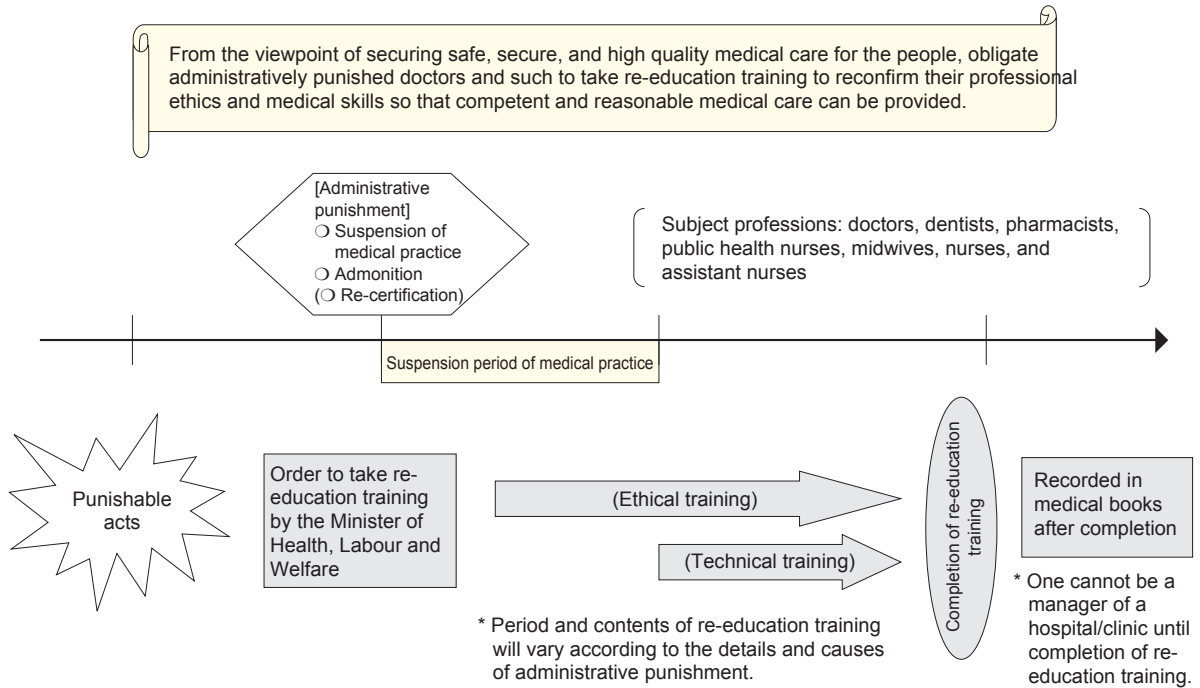 From the viewpoint of securing safe, secure, and high quality medical care for the people, obligate
administratively punished doctors and such to take re-education training to reconfirm their professional
ethics and medical skills so that competent and reasonable medical care can be provided.
[Administrative
punishment]
❍ Suspension of
medical practice
❍ Admonition
(❍ Re-certification)
Subject professions: doctors, dentists, pharmacists,
public health nurses, midwives, nurses, and
assistant nurses
Suspension period of medical practice
Punishable
acts
Order to take re-
education training
by the Minister of
Health, Labour and
Welfare
(Ethical training)
(Technical training)
* Period and contents of re-education training
will vary according to the details and causes
of administrative punishment.
Completion of re-education
training
Recorded in
medical books
after completion
* One cannot be a
manager of a
hospital/clinic until
completion of re-
education training.